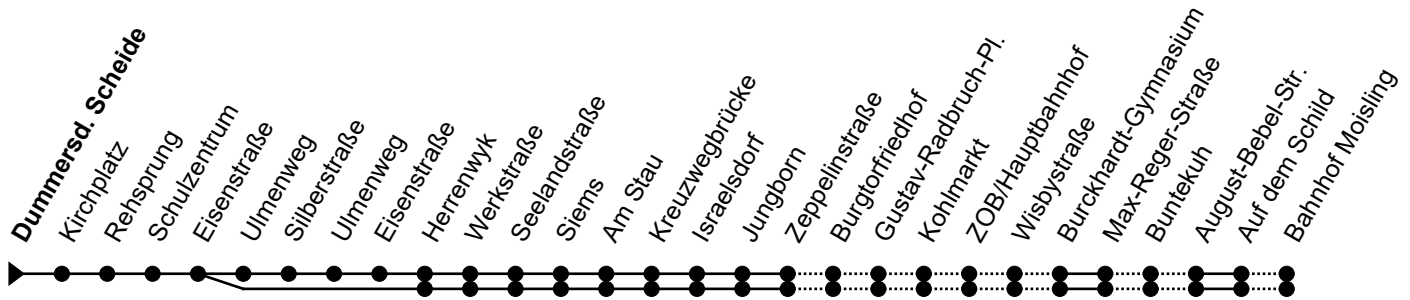 Dummersd. Scheide
Kirchplatz
Rehsprung
Schulzentrum
Eisenstraße
Ulmenweg
Silberstraße
Ulmenweg
Eisenstraße
Herrenwyk
Werkstraße
Seelandstraße
Siems
Am Stau
Kreuzwegbrücke
Israelsdorf
Jungborn
Zeppelinstraße
Burgtorfriedhof
Gustav-Radbruch-Pl.
Kohlmarkt
ZOB/Hauptbahnhof
Wisbystraße
Burckhardt-Gymnasium
Max-Reger-Straße
Buntekuh
August-Bebel-Str.
Auf dem Schild
Bahnhof Moisling